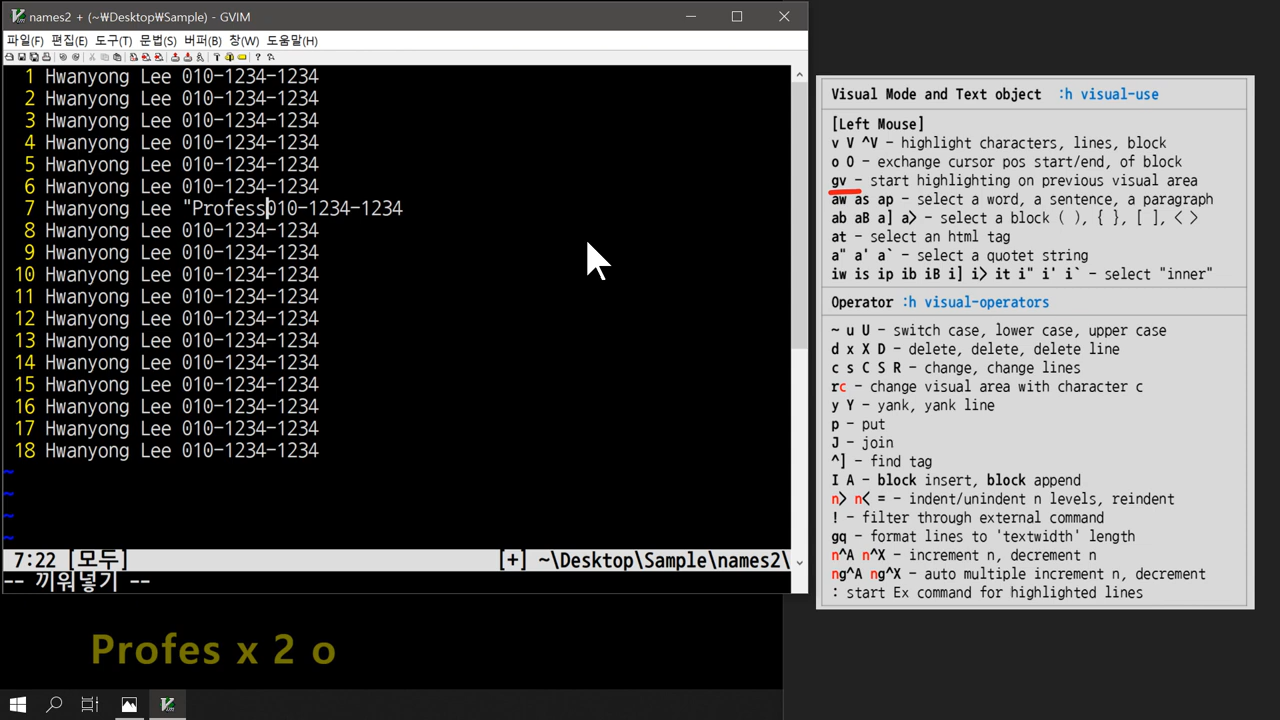 names2 + (~₩Desktop₩Sample) - GVIM
파일(F) 편집(E) 도구(T) 문법(S) 버퍼(B) 창(W) 도움말(H)
1 Hwanyong Lee 010-1234-1234
2 Hwanyong Lee 010-1234-1234
3 Hwanyong Lee 010-1234-1234
4 Hwanyong Lee 010-1234-1234
5 Hwanyong Lee 010-1234-1234
6 Hwanyong Lee 010-1234-1234
7 Hwanyong Lee "Profess010-1234-1234
8 Hwanyong Lee 010-1234-1234
9 Hwanyong Lee 010-1234-1234
10 Hwanyong Lee 010-1234-1234
11 Hwanyong Lee 010-1234-1234
12 Hwanyong Lee 010-1234-1234
13 Hwanyong Lee 010-1234-1234
14 Hwanyong Lee 010-1234-1234
15 Hwanyong Lee 010-1234-1234
16 Hwanyong Lee 010-1234-1234
17 Hwanyong Lee 010-1234-1234
18 Hwanyong Lee 010-1234-1234
~
~
~
~
7:22 [모두] [+] ~\Desktop\Sample\names2\
-- 끼워넣기 --
Profes x 2 o
Visual Mode and Text object :h visual-use
[Left Mouse]
v V ^V - highlight characters, lines, block
o O - exchange cursor pos start/end, of block
gv - start highlighting on previous visual area
aw as ap - select a word, a sentence, a paragraph
ab aB a] a> - select a block ( ), { }, [ ], < >
at - select an html tag
a" a' a` - select a quotet string
iw is ip ib iB i] i> it i" i' i` - select "inner"
Operator :h visual-operators
~ u U - switch case, lower case, upper case
d x X D - delete, delete, delete line
c s C S R - change, change lines
rc - change visual area with character c
y Y - yank, yank line
p - put
J - join
^] - find tag
I A - block insert, block append
n> n< = - indent/unindent n levels, reindent
! - filter through external command
gq - format lines to 'textwidth' length
n^A n^X - increment n, decrement n
ng^A ng^X - auto multiple increment n, decrement
: start Ex command for highlighted lines